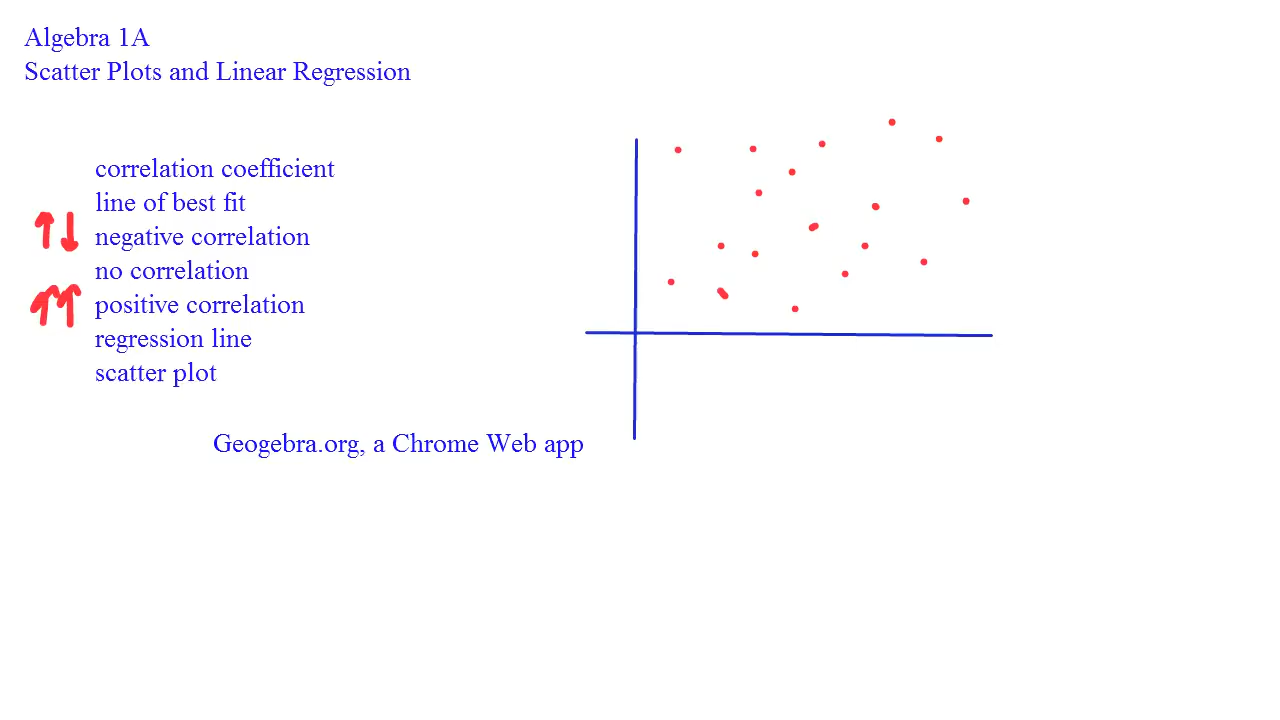 Algebra 1A
Scatter Plots and Linear Regression
correlation coefficient
line of best fit
negative correlation
no correlation
positive correlation
regression line
scatter plot
Geogebra.org, a Chrome Web app